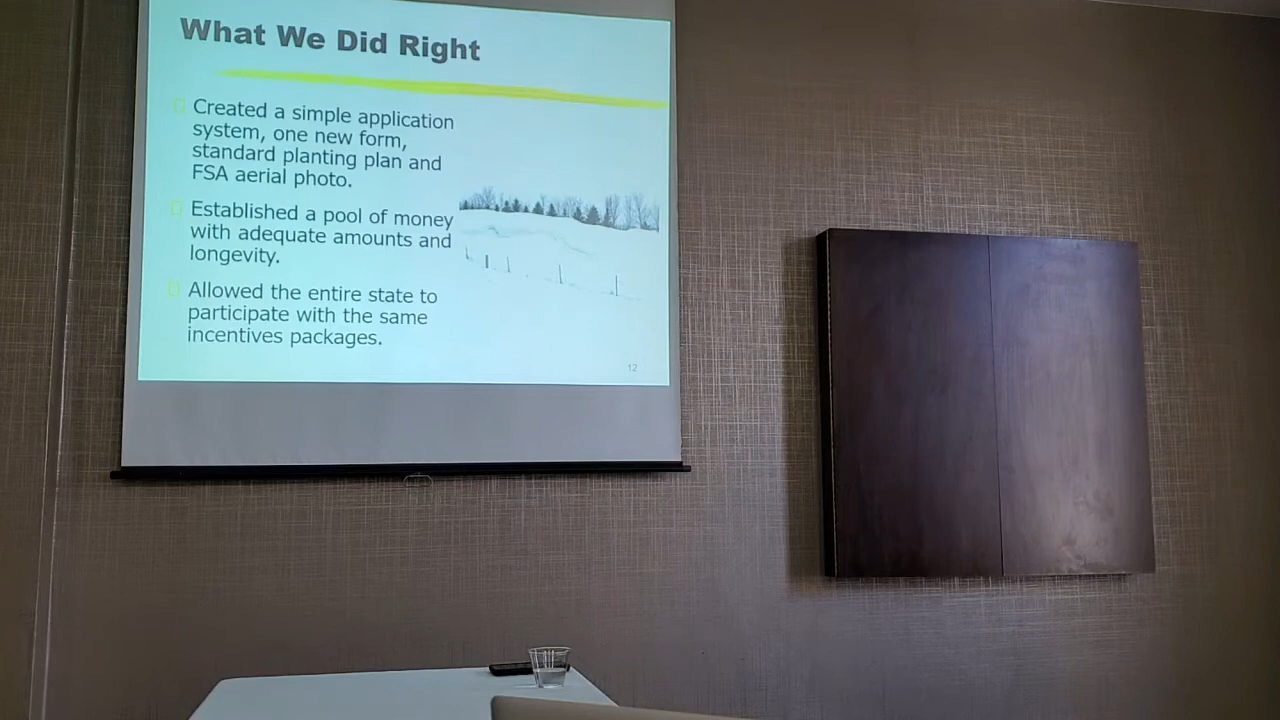 What We Did Right
Created a simple application
system, one new form,
standard planting plan and
FSA aerial photo.
Established a pool of money
with adequate amounts and
longevity.
Allowed the entire state to
participate with the same
incentives packages.
12